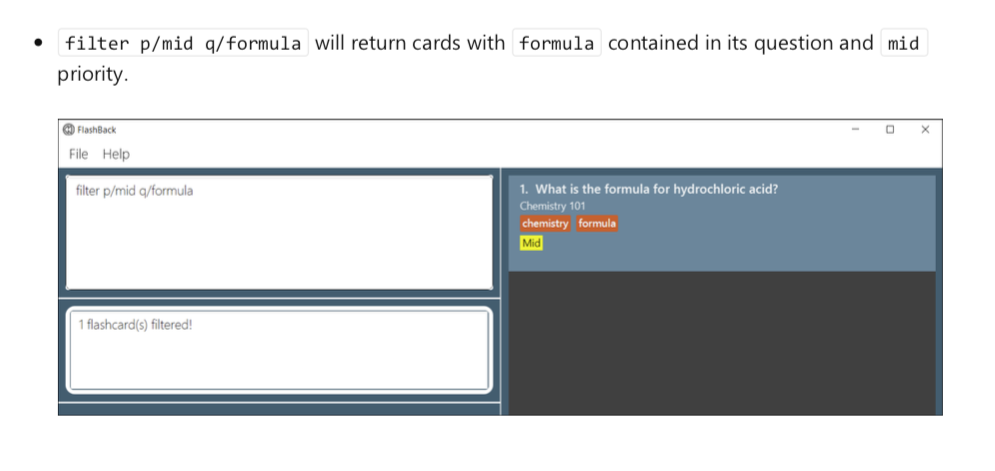 filter p/mid q/formula will return cards with formula contained in its question and mid
priority.
FlashBack
File Help
filter p/mid q/formula
1 flashcard(s) filtered!
1. What is the formula for hydrochloric acid?
Chemistry 101
chemistry formula
Mid